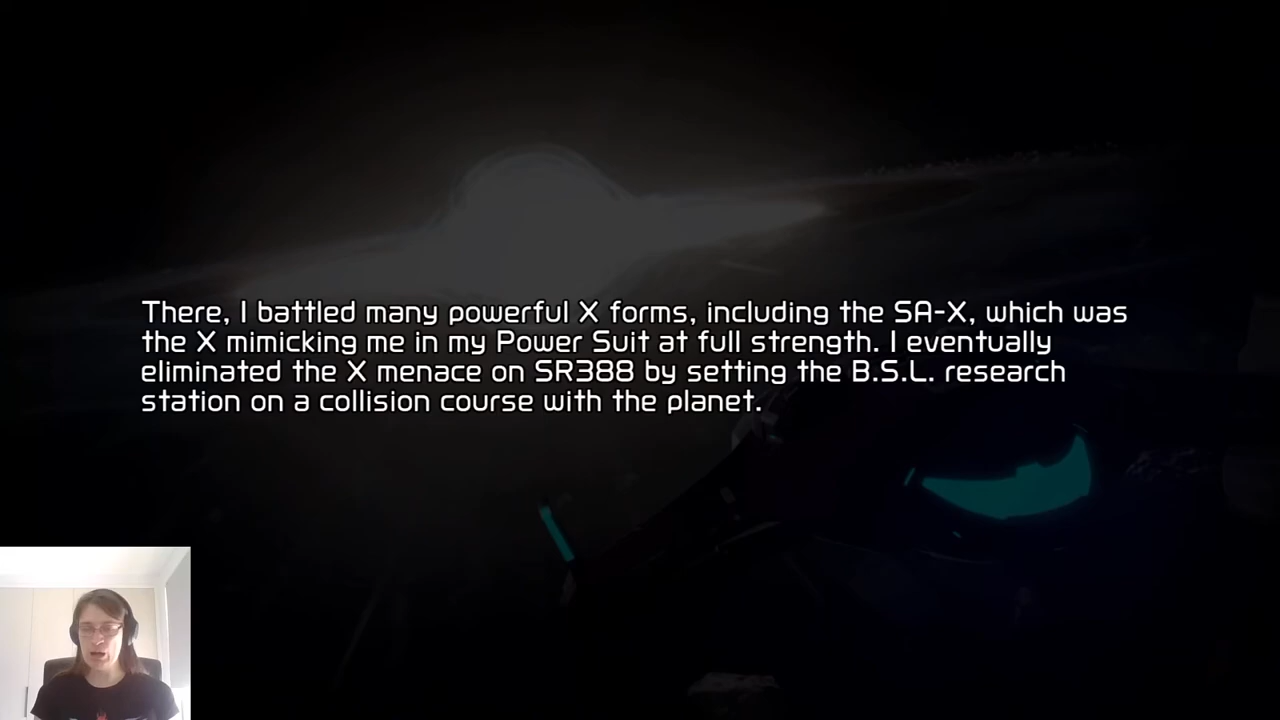 There, I battled many powerful X forms, including the SA-X, which was
the X mimicking me in my Power Suit at full strength. I eventually
eliminated the X menace on SR388 by setting the B.S.L. research
station on a collision course with the planet.